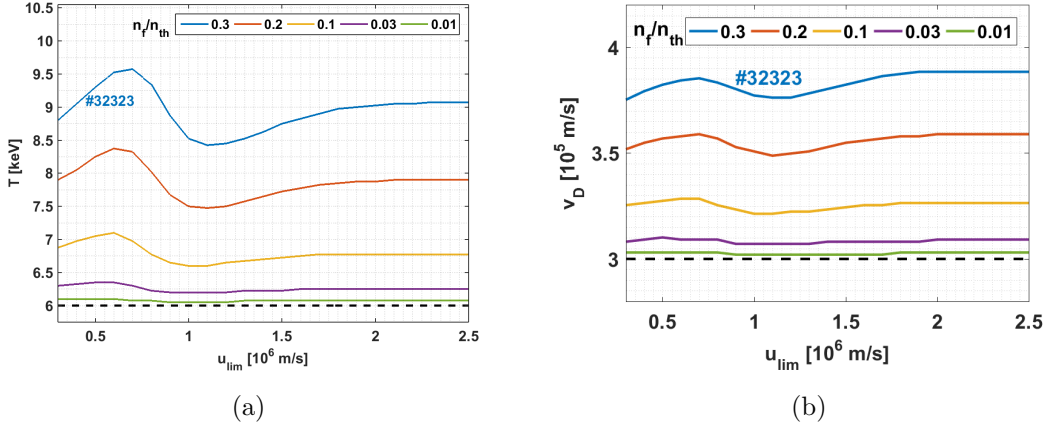 n_f/n_th 0.3 0.2 0.1 0.03 0.01
10.5
10
9.5
9
8.5
8
7.5
7
6.5
6
T [keV]
#32323
0.5 1 1.5 2 2.5
u_lim [10^6 m/s]
(a)
n_f/n_th 0.3 0.2 0.1 0.03 0.01
4
3.5
3
v_D [10^5 m/s]
#32323
0.5 1 1.5 2 2.5
u_lim [10^6 m/s]
(b)